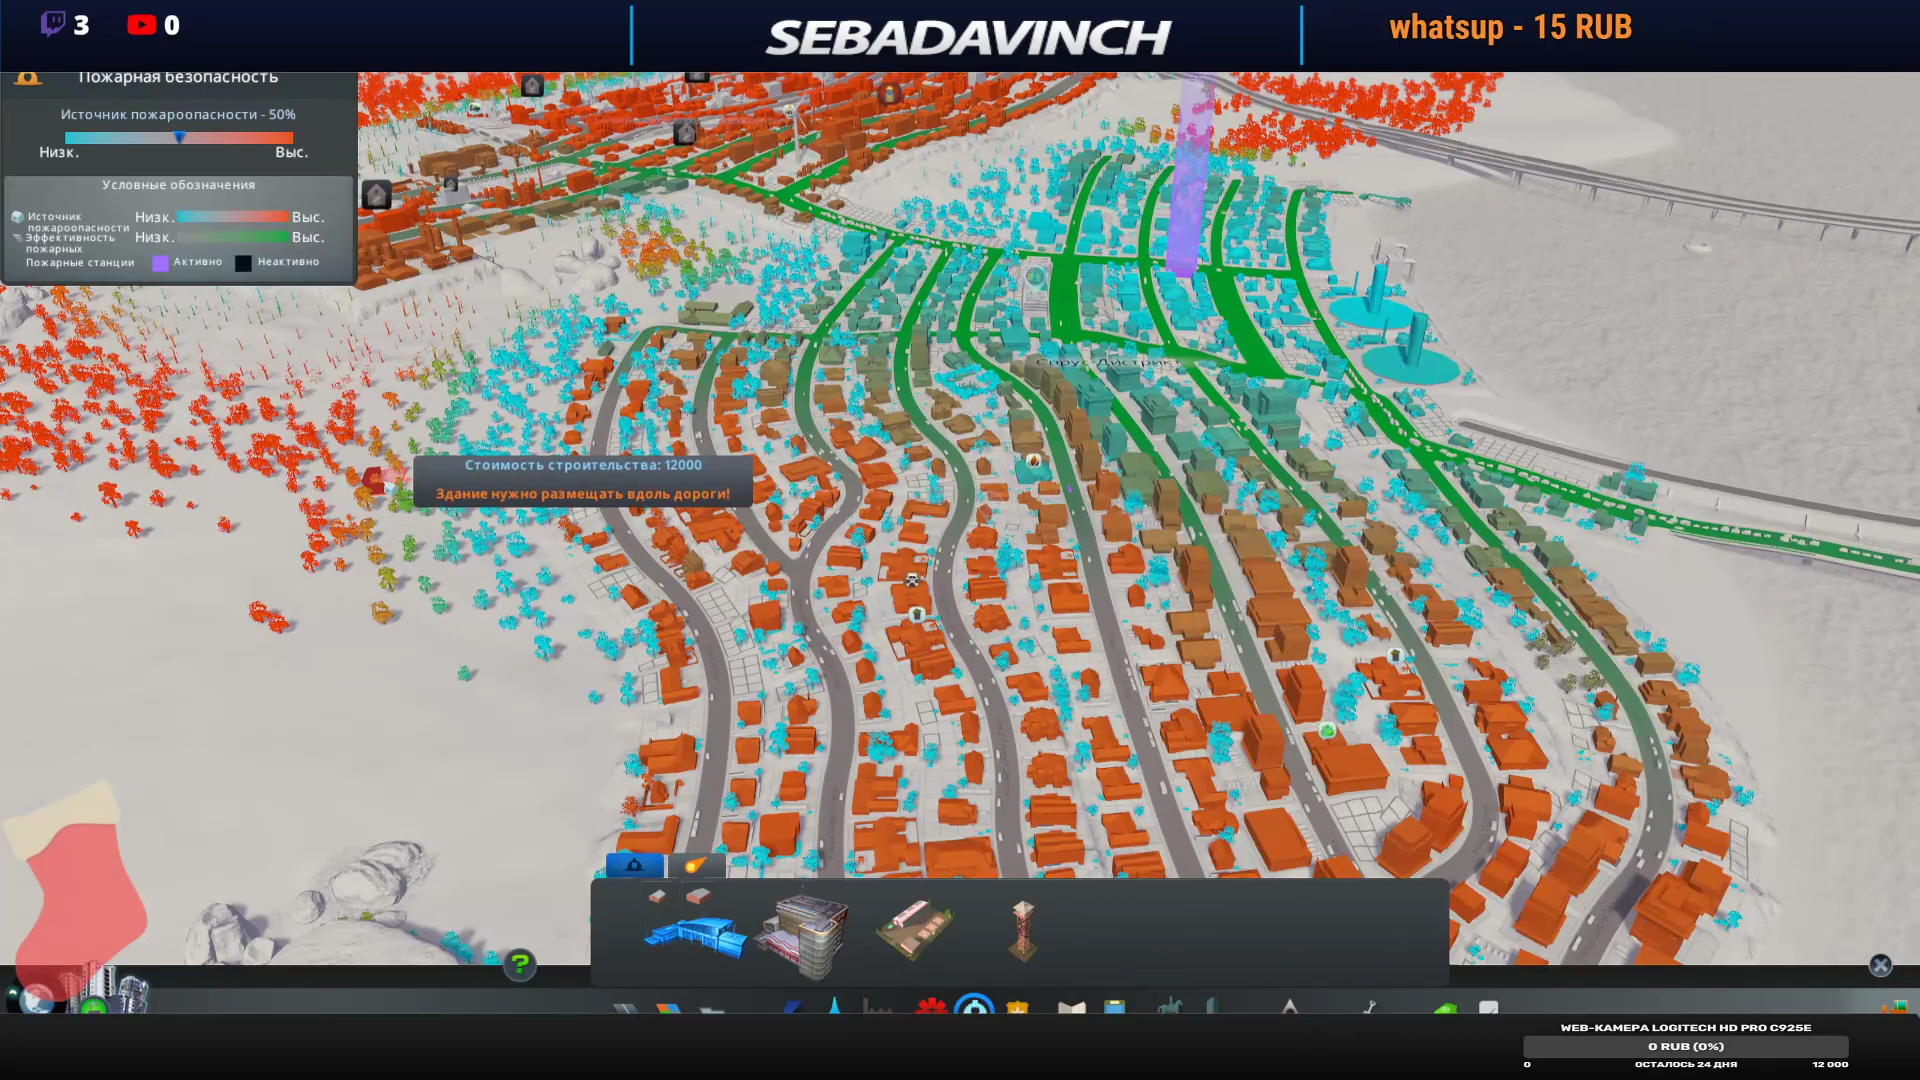 3
0
SEBADAVINCH
whatsup - 15 RUB
Пожарная безопасность
Источник пожароопасности - 50%
Низк.
Выс.
Условные обозначения
Источник пожароопасности
Низк.
Выс.
Эффективность пожарных
Низк.
Выс.
Пожарные станции
Активно
Неактивно
Спрус-Дистрикт
Стоимость строительства: 12000
Здание нужно размещать вдоль дороги!
?
WEB-КАМЕРА LOGITECH HD PRO C925E
0 RUB (0%)
0
ОСТАЛОСЬ 24 ДНЯ
12 000